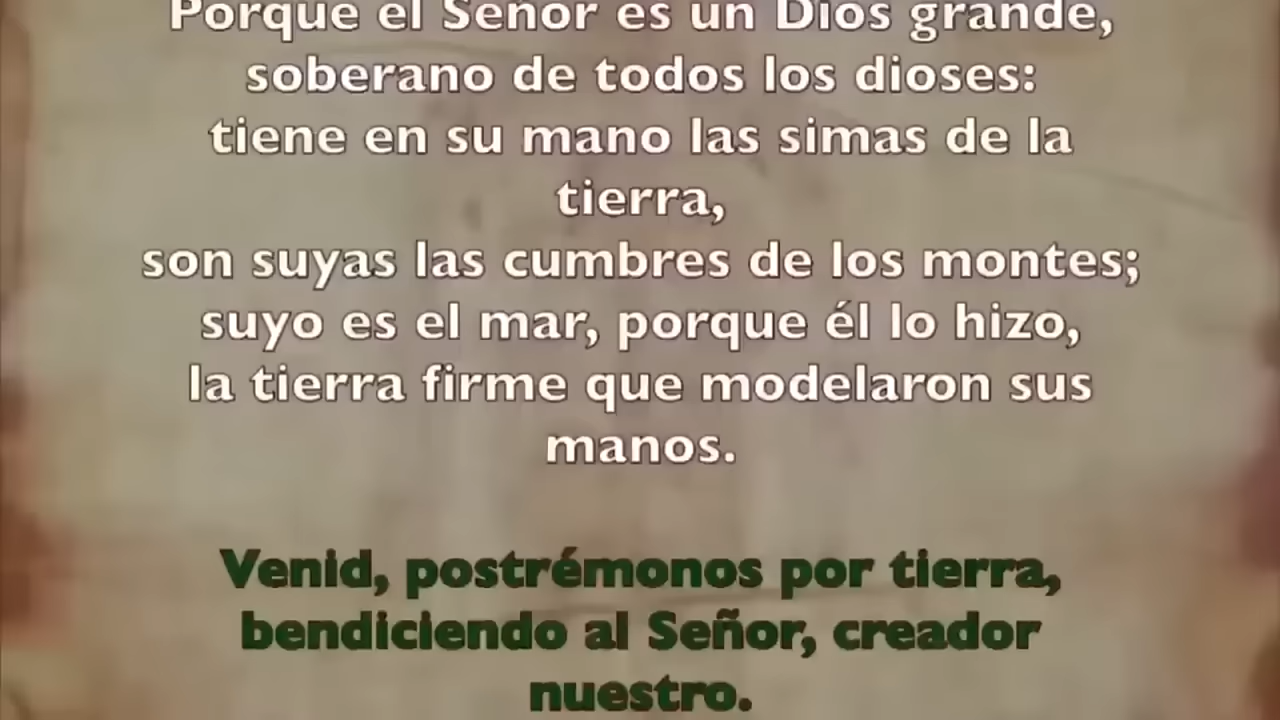 Porque el Señor es un Dios grande,
soberano de todos los dioses:
tiene en su mano las simas de la
tierra,
son suyas las cumbres de los montes;
suyo es el mar, porque él lo hizo,
la tierra firme que modelaron sus
manos.
Venid, postrémonos por tierra,
bendiciendo al Señor, creador
nuestro.